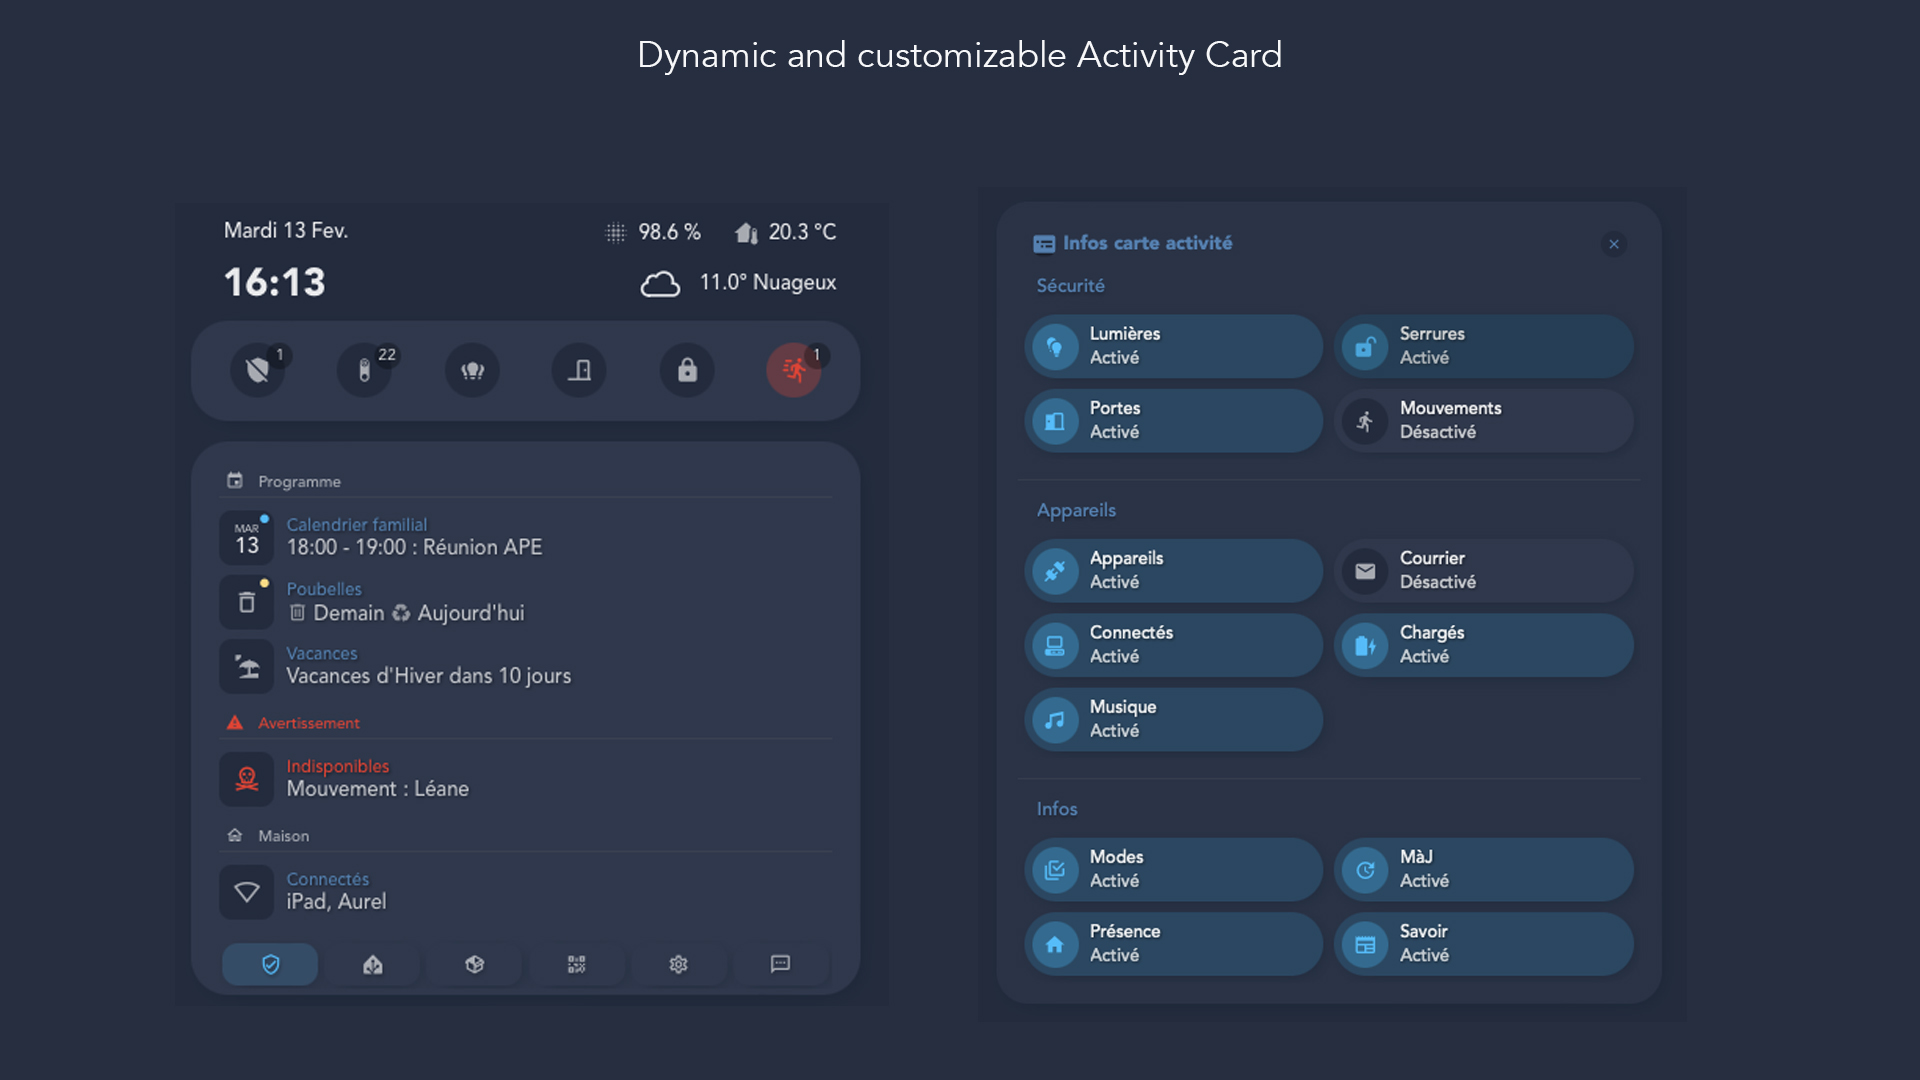 Dynamic and customizable Activity Card
Mardi 13 Fev.
98.6 %
20.3 °C
16:13
11.0° Nuageux
1
22
1
Programme
MAR
13
Calendrier familial
18:00 - 19:00 : Réunion APE
Poubelles
Demain ♻ Aujourd'hui
Vacances
Vacances d'Hiver dans 10 jours
Avertissement
Indisponibles
Mouvement : Léane
Maison
Connectés
iPad, Aurel
Infos carte activité
Sécurité
Lumières
Activé
Serrures
Activé
Portes
Activé
Mouvements
Désactivé
Appareils
Appareils
Activé
Courrier
Désactivé
Connectés
Activé
Chargés
Activé
Musique
Activé
Infos
Modes
Activé
MàJ
Activé
Présence
Activé
Savoir
Activé